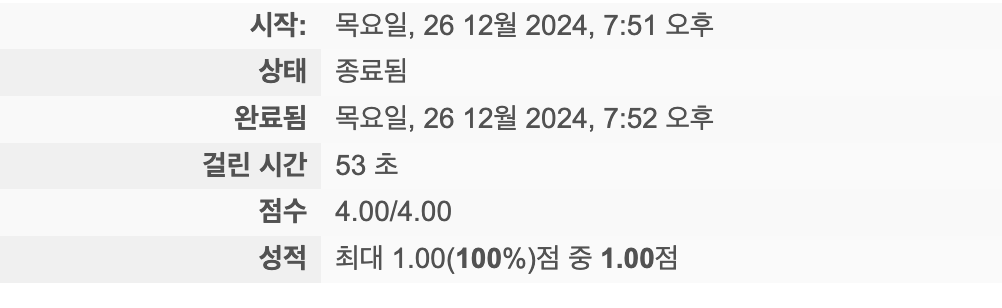 시작: 목요일, 26 12월 2024, 7:51 오후
상태 종료됨
완료됨 목요일, 26 12월 2024, 7:52 오후
걸린 시간 53 초
점수 4.00/4.00
성적 최대 1.00(100%)점 중 1.00점